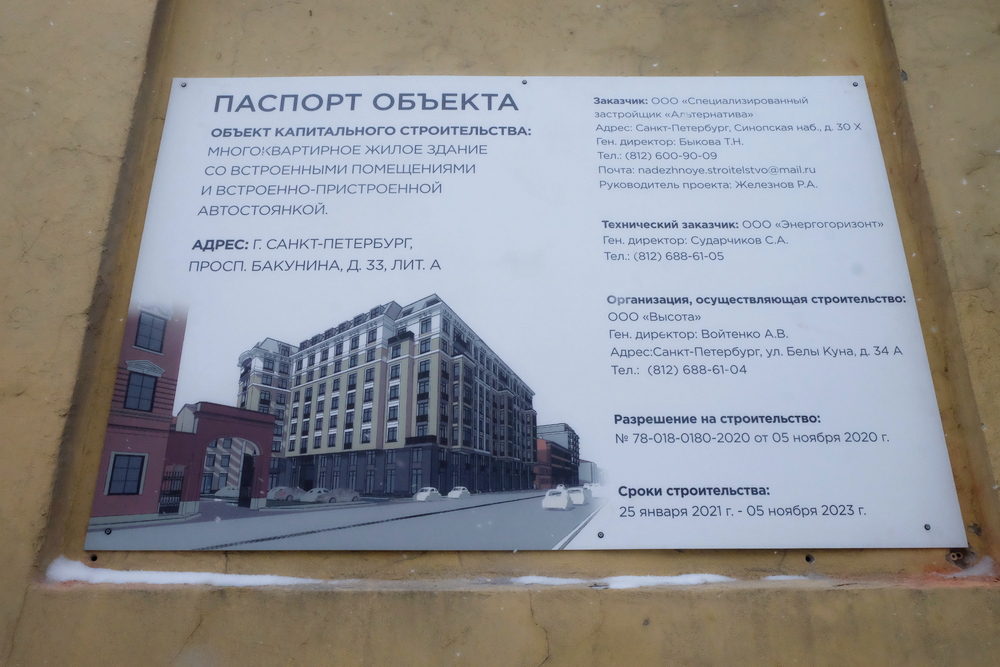 ПАСПОРТ ОБЪЕКТА
ОБЪЕКТ КАПИТАЛЬНОГО СТРОИТЕЛЬСТВА:
МНОГОКВАРТИРНОЕ ЖИЛОЕ ЗДАНИЕ
СО ВСТРОЕННЫМИ ПОМЕЩЕНИЯМИ
И ВСТРОЕННО-ПРИСТРОЕННОЙ
АВТОСТОЯНКОЙ.
АДРЕС: Г. САНКТ-ПЕТЕРБУРГ,
ПРОСП. БАКУНИНА, Д. 33, ЛИТ. А
Заказчик: ООО «Специализированный
застройщик «Альтернатива»
Адрес: Санкт-Петербург, Синопская наб., д. 30 Х
Ген. директор: Быкова Т.Н.
Тел.: (812) 600-90-09
Почта: nadezhnoye.stroitelstvo@mail.ru
Руководитель проекта: Железнов Р.А.
Технический заказчик: ООО «Энергогоризонт»
Ген. директор: Сударчиков С.А.
Тел.: (812) 688-61-05
Организация, осуществляющая строительство:
ООО «Высота»
Ген. директор: Войтенко А.В.
Адрес:Санкт-Петербург, ул. Белы Куна, д. 34 А
Тел.: (812) 688-61-04
Разрешение на строительство:
№ 78-018-0180-2020 от 05 ноября 2020 г.
Сроки строительства:
25 января 2021 г. - 05 ноября 2023 г.